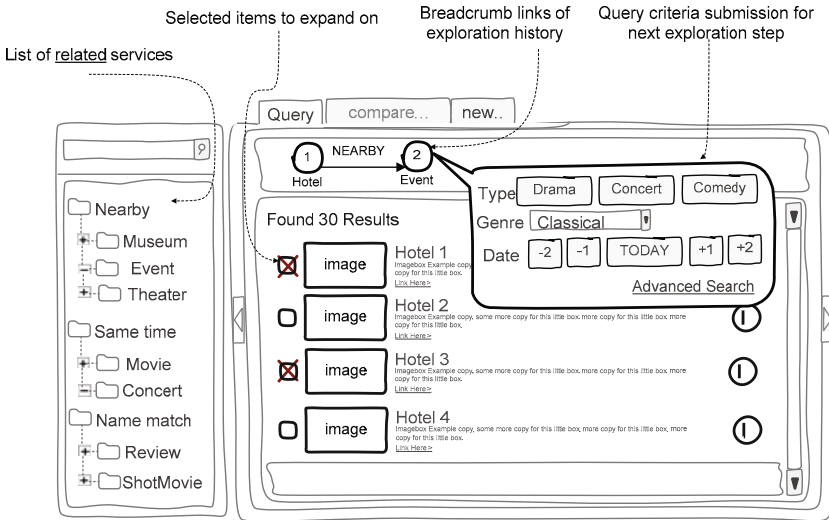 Selected items to expand on
Breadcrumb links of
exploration history
Query criteria submission for
next exploration step
List of related services
Query
compare...
new..
1
NEARBY
2
Hotel
Event
Type
Drama
Concert
Comedy
Genre
Classical
Date
-2
-1
TODAY
+1
+2
Advanced Search
Nearby
Museum
Event
Theater
Same time
Movie
Concert
Name match
Review
ShotMovie
Found 30 Results
image
Hotel 1
Imagebox Example copy,
copy for this little box.
Link Here>
image
Hotel 2
Imagebox Example copy, some more copy for this little box. more copy for this little box, more
copy for this little box,
Link Here>
image
Hotel 3
Imagebox Example copy, some more copy for this little box, more copy for this little box, more
copy for this little box.
Link Here>
image
Hotel 4
Imagebox Example copy, some more copy for this little box, more copy for this little box, more
copy for this little box.
Link Here>